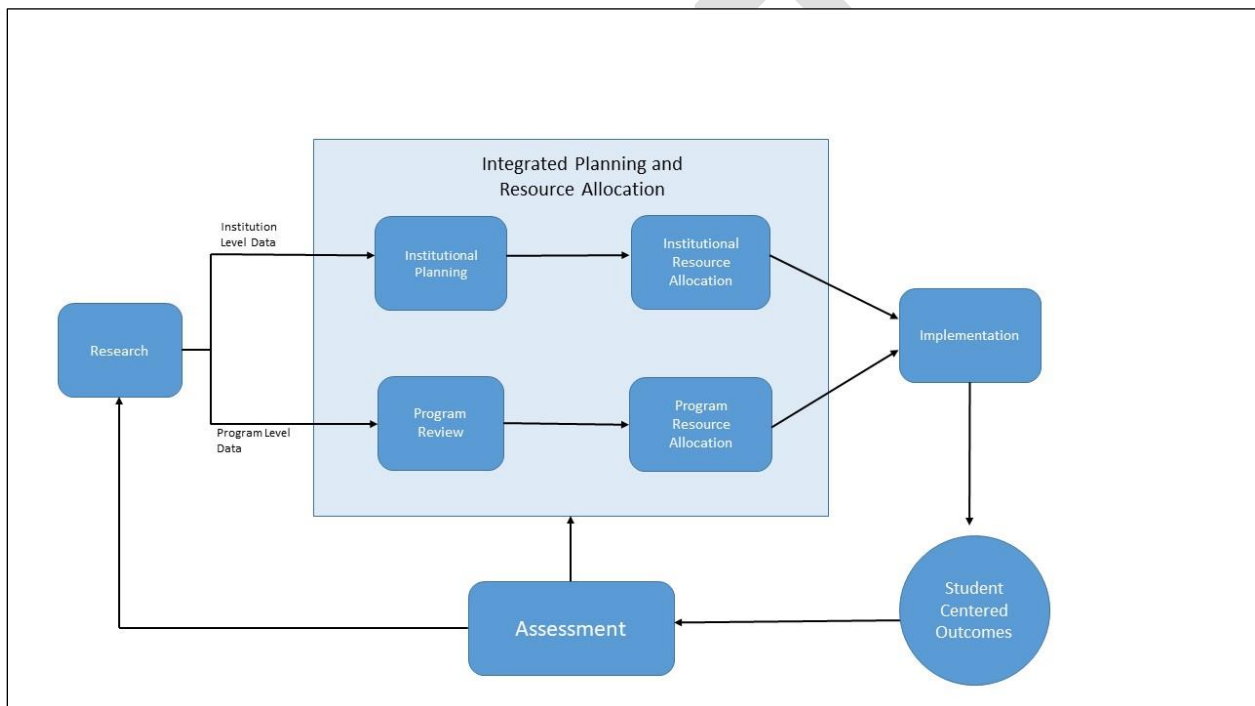 Integrated Planning and
Resource Allocation
Institution
Level Data
Institutional
Planning
Institutional
Resource
Allocation
Research
Implementation
Program Level
Data
Program
Review
Program
Resource
Allocation
Assessment
Student
Centered
Outcomes